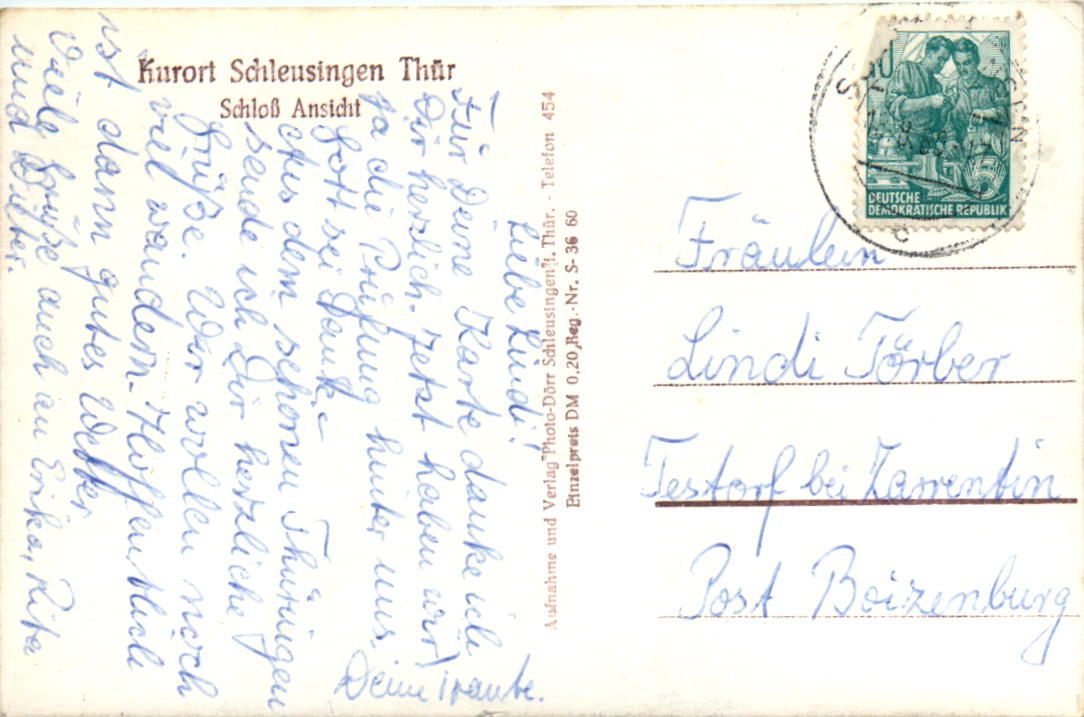 Kurort Schleusingen Thür
Schloß Ansicht
Liebe Lindi!
Für Deine Karte danke ich
Dir herzlich. Jetzt haben wir
ja die Prüfung hinter uns.
Gott sei Dank.
Aus dem schönen Thüringen
sende ich Dir herzliche
Grüße. Wir wollen noch
viel wandern. Hoffentlich
ist dann gutes Wetter
Viele Grüße auch an Erika, Rita
und
Deine Traute.
Aufnahme und Verlag Photo-Dörr Schleusingen i. Thür. - Telefon 454
Einzelpreis DM 0,20 Reg.-Nr. S- 36 60
DEUTSCHE
DEMOKRATISCHE REPUBLIK
15
c
Fräulein
Lindi Törber
Testorf bei Zarrentin
Post Boizenburg